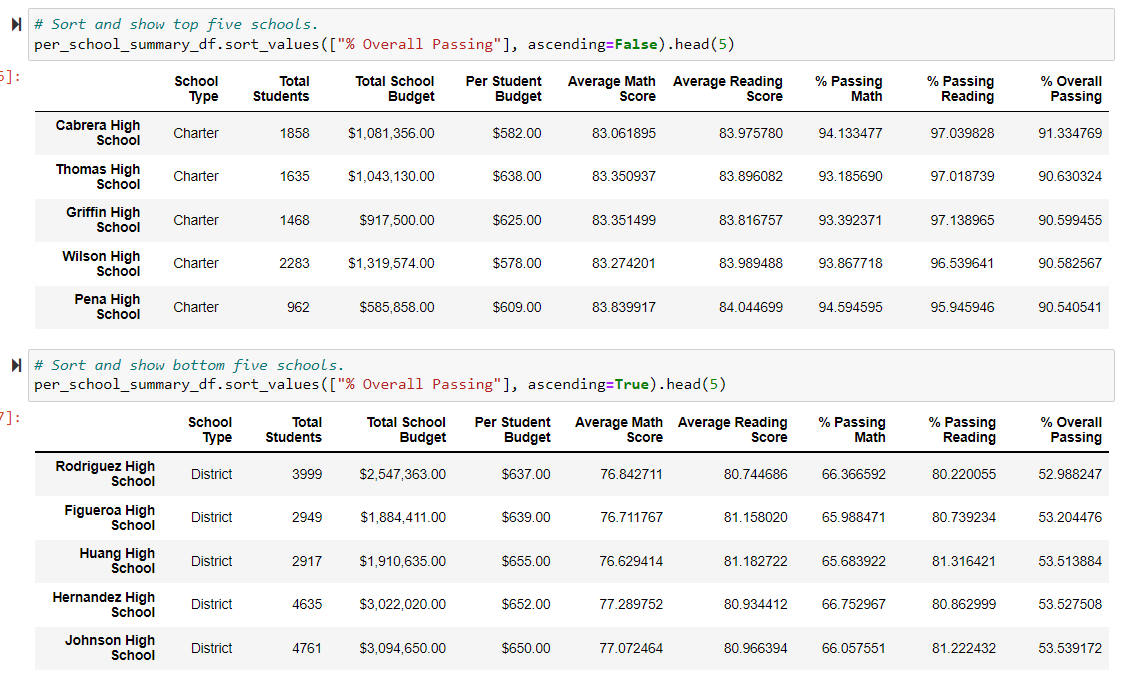 # Sort and show top five schools.
per_school_summary_df.sort_values(["% Overall Passing"], ascending=False).head(5)
5]:
School Type Total Students Total School Budget Per Student Budget Average Math Score Average Reading Score % Passing Math % Passing Reading % Overall Passing
Cabrera High School Charter 1858 $1,081,356.00 $582.00 83.061895 83.975780 94.133477 97.039828 91.334769
Thomas High School Charter 1635 $1,043,130.00 $638.00 83.350937 83.896082 93.185690 97.018739 90.630324
Griffin High School Charter 1468 $917,500.00 $625.00 83.351499 83.816757 93.392371 97.138965 90.599455
Wilson High School Charter 2283 $1,319,574.00 $578.00 83.274201 83.989488 93.867718 96.539641 90.582567
Pena High School Charter 962 $585,858.00 $609.00 83.839917 84.044699 94.594595 95.945946 90.540541
# Sort and show bottom five schools.
per_school_summary_df.sort_values(["% Overall Passing"], ascending=True).head(5)
7]:
School Type Total Students Total School Budget Per Student Budget Average Math Score Average Reading Score % Passing Math % Passing Reading % Overall Passing
Rodriguez High School District 3999 $2,547,363.00 $637.00 76.842711 80.744686 66.366592 80.220055 52.988247
Figueroa High School District 2949 $1,884,411.00 $639.00 76.711767 81.158020 65.988471 80.739234 53.204476
Huang High School District 2917 $1,910,635.00 $655.00 76.629414 81.182722 65.683922 81.316421 53.513884
Hernandez High School District 4635 $3,022,020.00 $652.00 77.289752 80.934412 66.752967 80.862999 53.527508
Johnson High School District 4761 $3,094,650.00 $650.00 77.072464 80.966394 66.057551 81.222432 53.539172